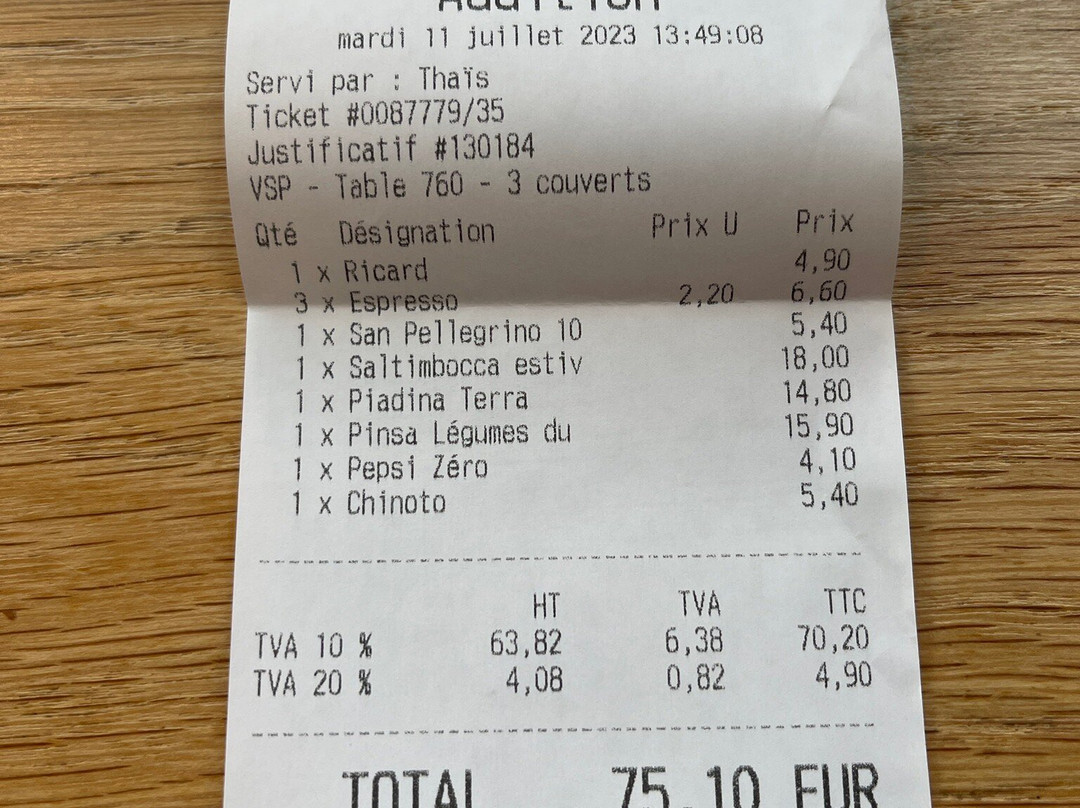 Addition
mardi 11 juillet 2023 13:49:08
Servi par : Thaïs
Ticket #0087779/35
Justificatif #130184
VSP - Table 760 - 3 couverts
Qté Désignation Prix U Prix
1 x Ricard 4,90
3 x Espresso 2,20 6,60
1 x San Pellegrino 10 5,40
1 x Saltimbocca estiv 18,00
1 x Piadina Terra 14,80
1 x Pinsa Légumes du 15,90
1 x Pepsi Zéro 4,10
1 x Chinoto 5,40
HT TVA TTC
TVA 10 % 63,82 6,38 70,20
TVA 20 % 4,08 0,82 4,90
TOTAL 75,10 EUR